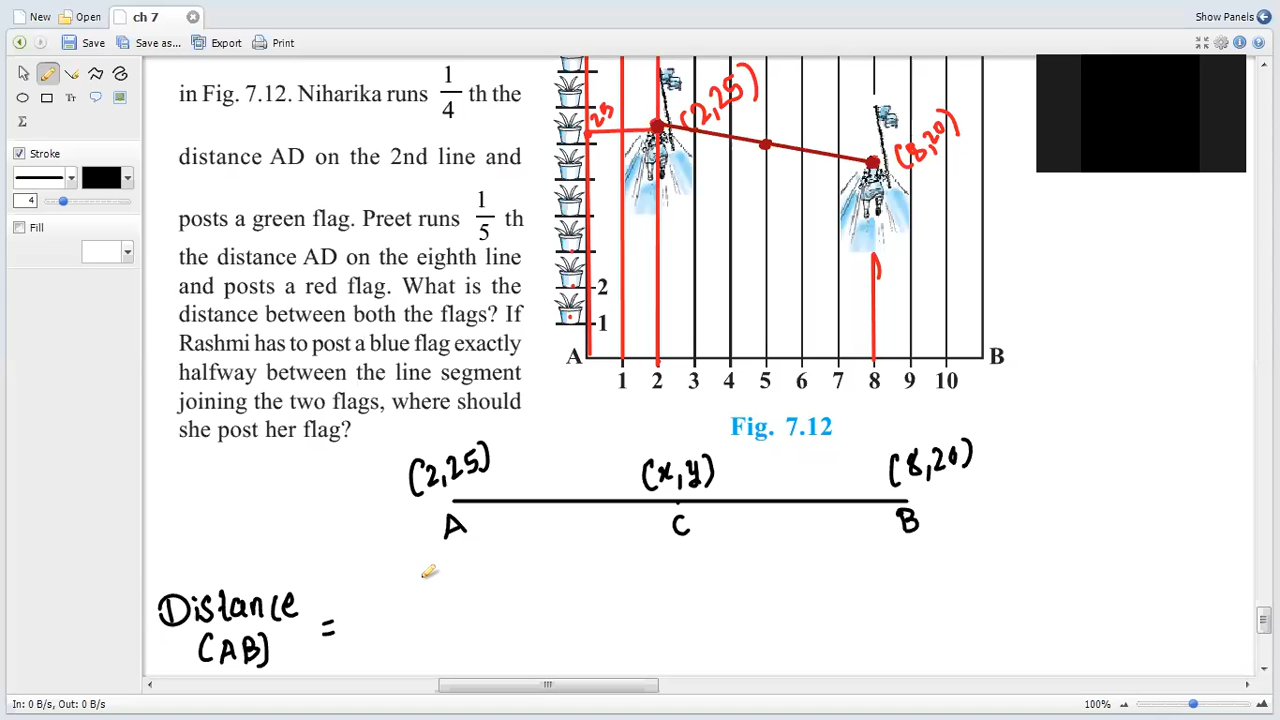 New Open ch 7 Show Panels
Save Save as... Export Print
Tr
Σ
Stroke
4
Fill
in Fig. 7.12. Niharika runs 1/4 th the
distance AD on the 2nd line and
posts a green flag. Preet runs 1/5 th
the distance AD on the eighth line
and posts a red flag. What is the
distance between both the flags? If
Rashmi has to post a blue flag exactly
halfway between the line segment
joining the two flags, where should
she post her flag?
25 (2,25)
(8,20)
2
1
A B
1 2 3 4 5 6 7 8 9 10
Fig. 7.12
(2,25) (x,y) (8,20)
A C B
Distance
(AB) =
In: 0 B/s, Out: 0 B/s 100%